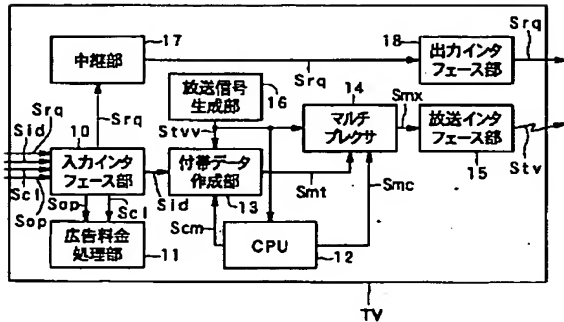 17
中継部
Srq
18
出力インタ
フェース部
Srq
放送信号
生成部
16
14
Srq
Sid
Srq
Scl
Sop
10
入力インタ
フェース部
Stvv
マルチ
プレクサ
Smx
放送インタ
フェース部
15
Stv
Sid
付帯データ
作成部
13
Smt
Smc
Sop
Scl
Scm
広告料金
処理部
11
CPU
12
TV